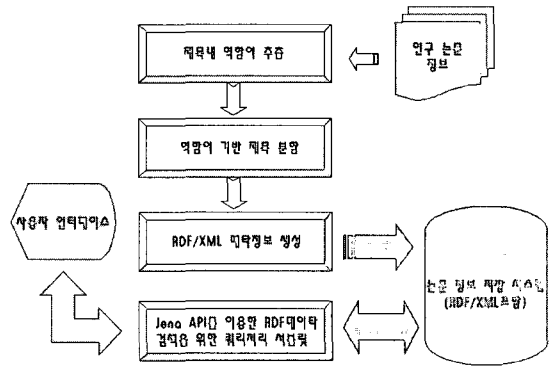 제목내 역할어 추출
연구 논문
정보
역할어 기반 제목 분할
사용자 인터페이스
RDF/XML 메타정보 생성
논문 정보 저장 시스템
(RDF/XML포함)
Jena API를 이용한 RDF데이타
검색을 위한 쿼리처리 서블릿